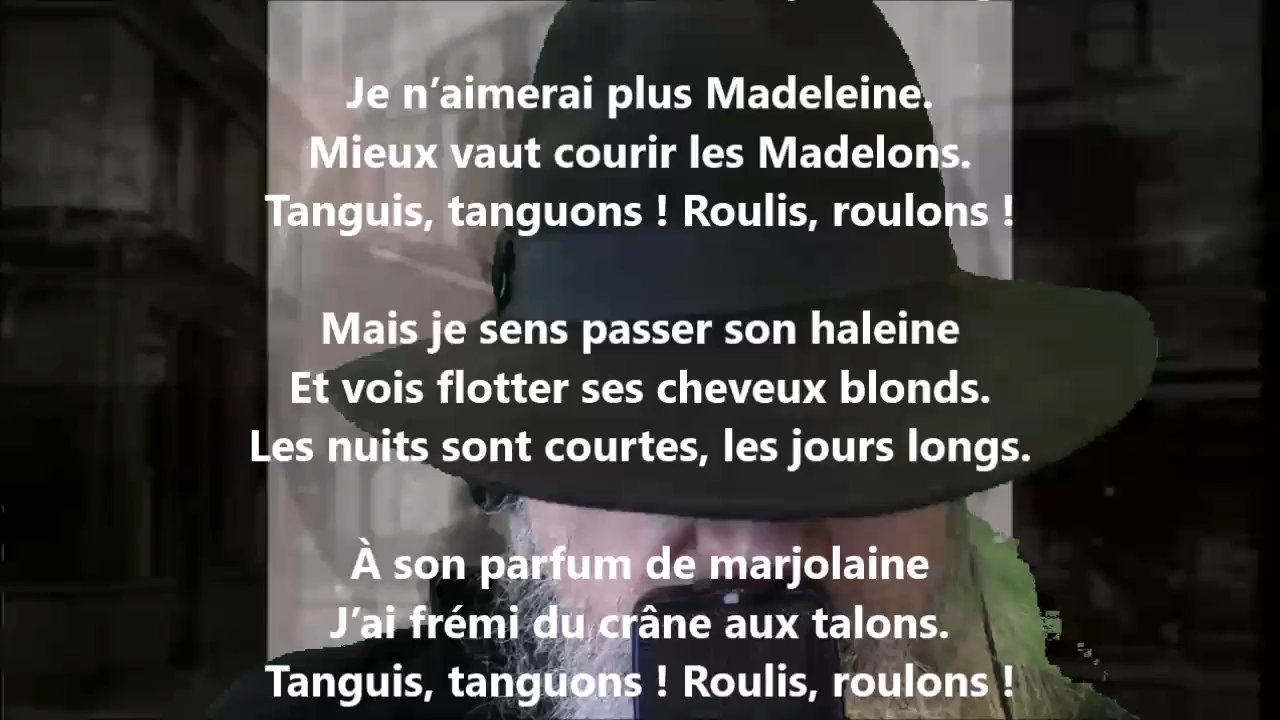 Je n’aimerai plus Madeleine.
Mieux vaut courir les Madelons.
Tanguis, tanguons ! Roulis, roulons !
Mais je sens passer son haleine
Et vois flotter ses cheveux blonds.
Les nuits sont courtes, les jours longs.
À son parfum de marjolaine
J’ai frémi du crâne aux talons.
Tanguis, tanguons ! Roulis, roulons !